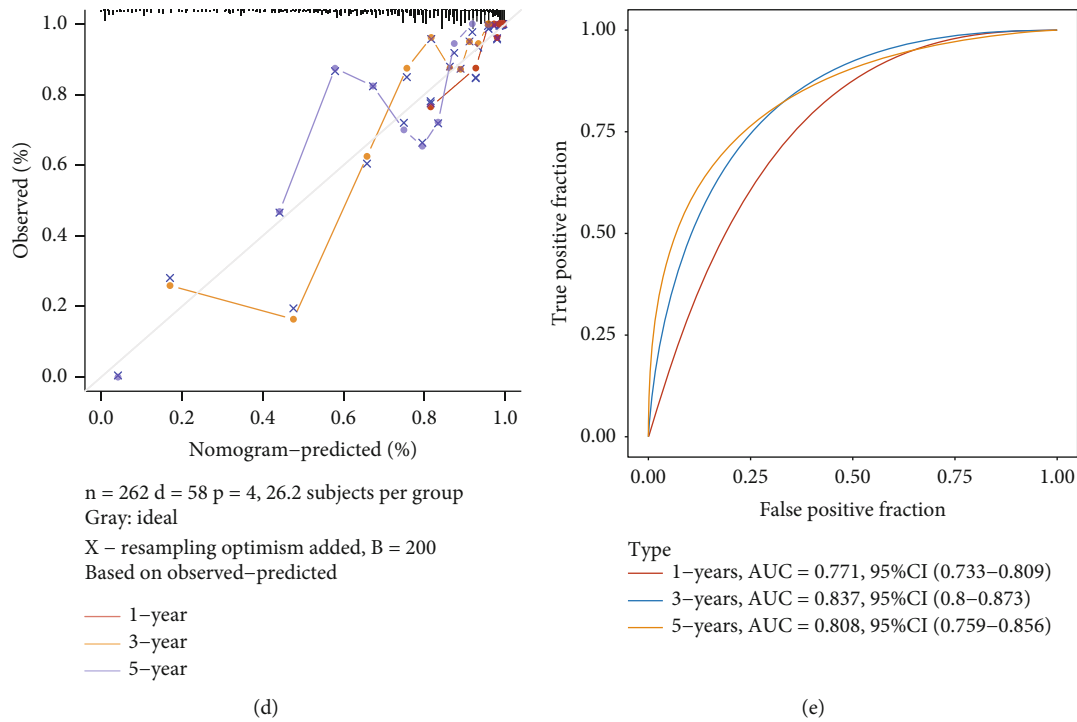 1.0
0.8
0.6
0.4
0.2
0.0
Observed (%)
0.0 0.2 0.4 0.6 0.8 1.0
Nomogram−predicted (%)
n = 262 d = 58 p = 4, 26.2 subjects per group
Gray: ideal
X − resampling optimism added, B = 200
Based on observed−predicted
1−year
3−year
5−year
(d)
1.00
0.75
0.50
0.25
0.00
True positive fraction
0.00 0.25 0.50 0.75 1.00
False positive fraction
Type
1−years, AUC = 0.771, 95%CI (0.733−0.809)
3−years, AUC = 0.837, 95%CI (0.8−0.873)
5−years, AUC = 0.808, 95%CI (0.759−0.856)
(e)